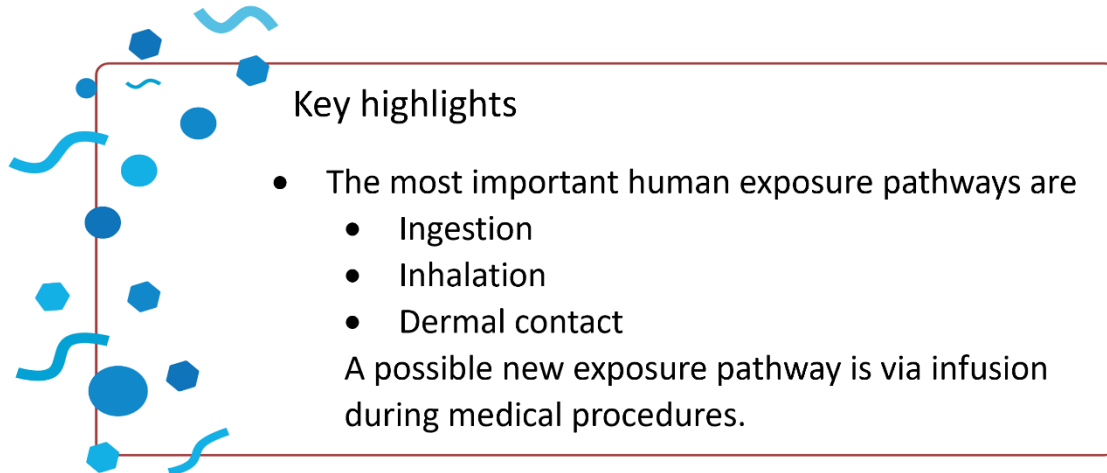 Key highlights
• The most important human exposure pathways are
• Ingestion
• Inhalation
• Dermal contact
A possible new exposure pathway is via infusion
during medical procedures.